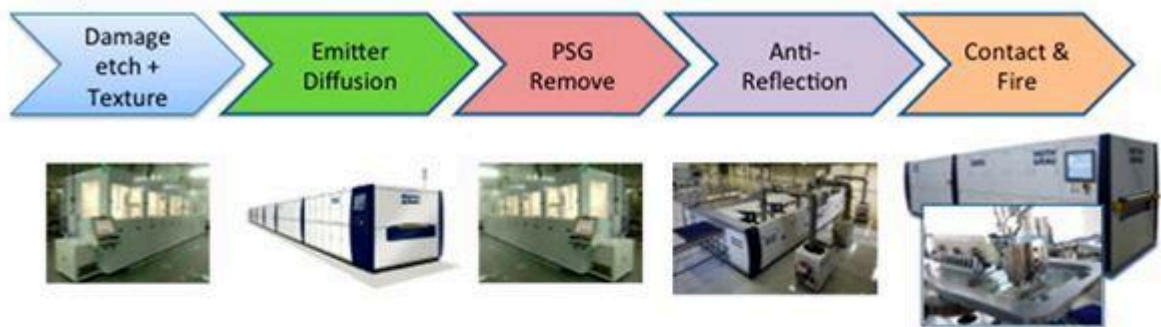 Damage
etch +
Texture
Emitter
Diffusion
PSG
Remove
Anti-
Reflection
Contact &
Fire